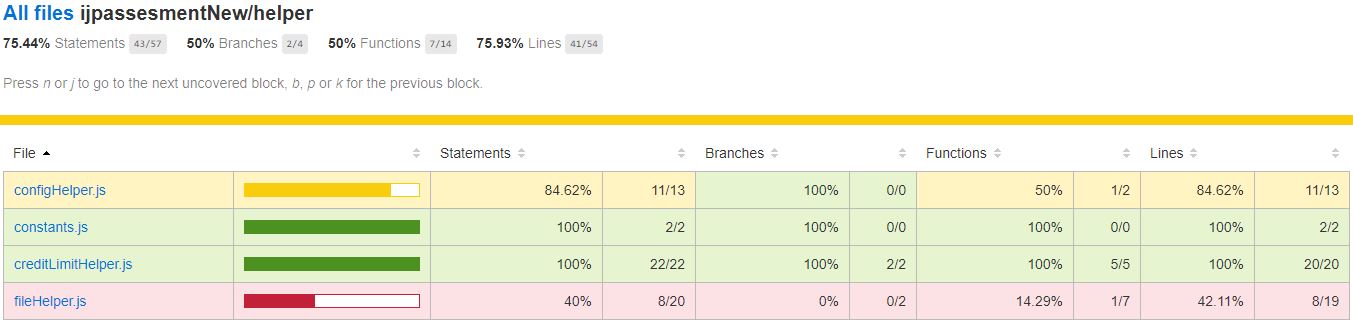 All files ijpassesmentNew/helper
75.44% Statements 43/57 50% Branches 2/4 50% Functions 7/14 75.93% Lines 41/54
Press n or j to go to the next uncovered block, b, p or k for the previous block.
File Statements Branches Functions Lines
configHelper.js 84.62% 11/13 100% 0/0 50% 1/2 84.62% 11/13
constants.js 100% 2/2 100% 0/0 100% 0/0 100% 2/2
creditLimitHelper.js 100% 22/22 100% 2/2 100% 5/5 100% 20/20
fileHelper.js 40% 8/20 0% 0/2 14.29% 1/7 42.11% 8/19